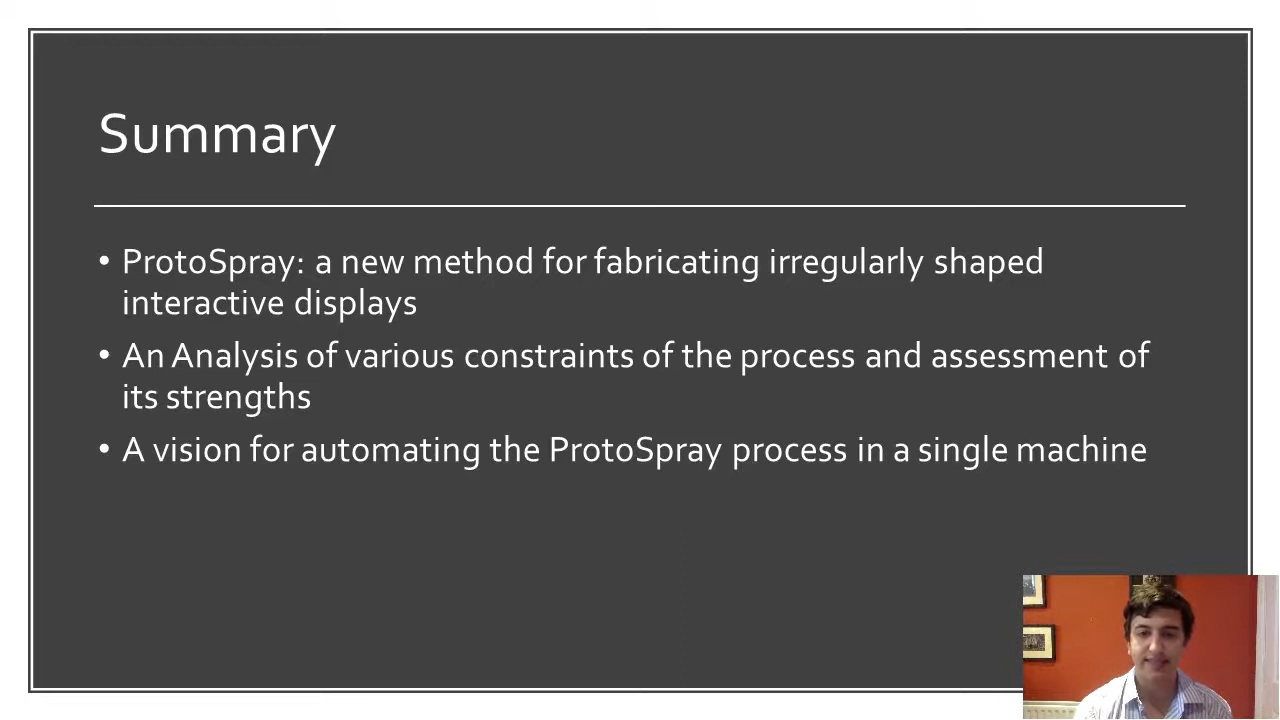 Summary
• ProtoSpray: a new method for fabricating irregularly shaped
interactive displays
• An Analysis of various constraints of the process and assessment of
its strengths
• A vision for automating the ProtoSpray process in a single machine